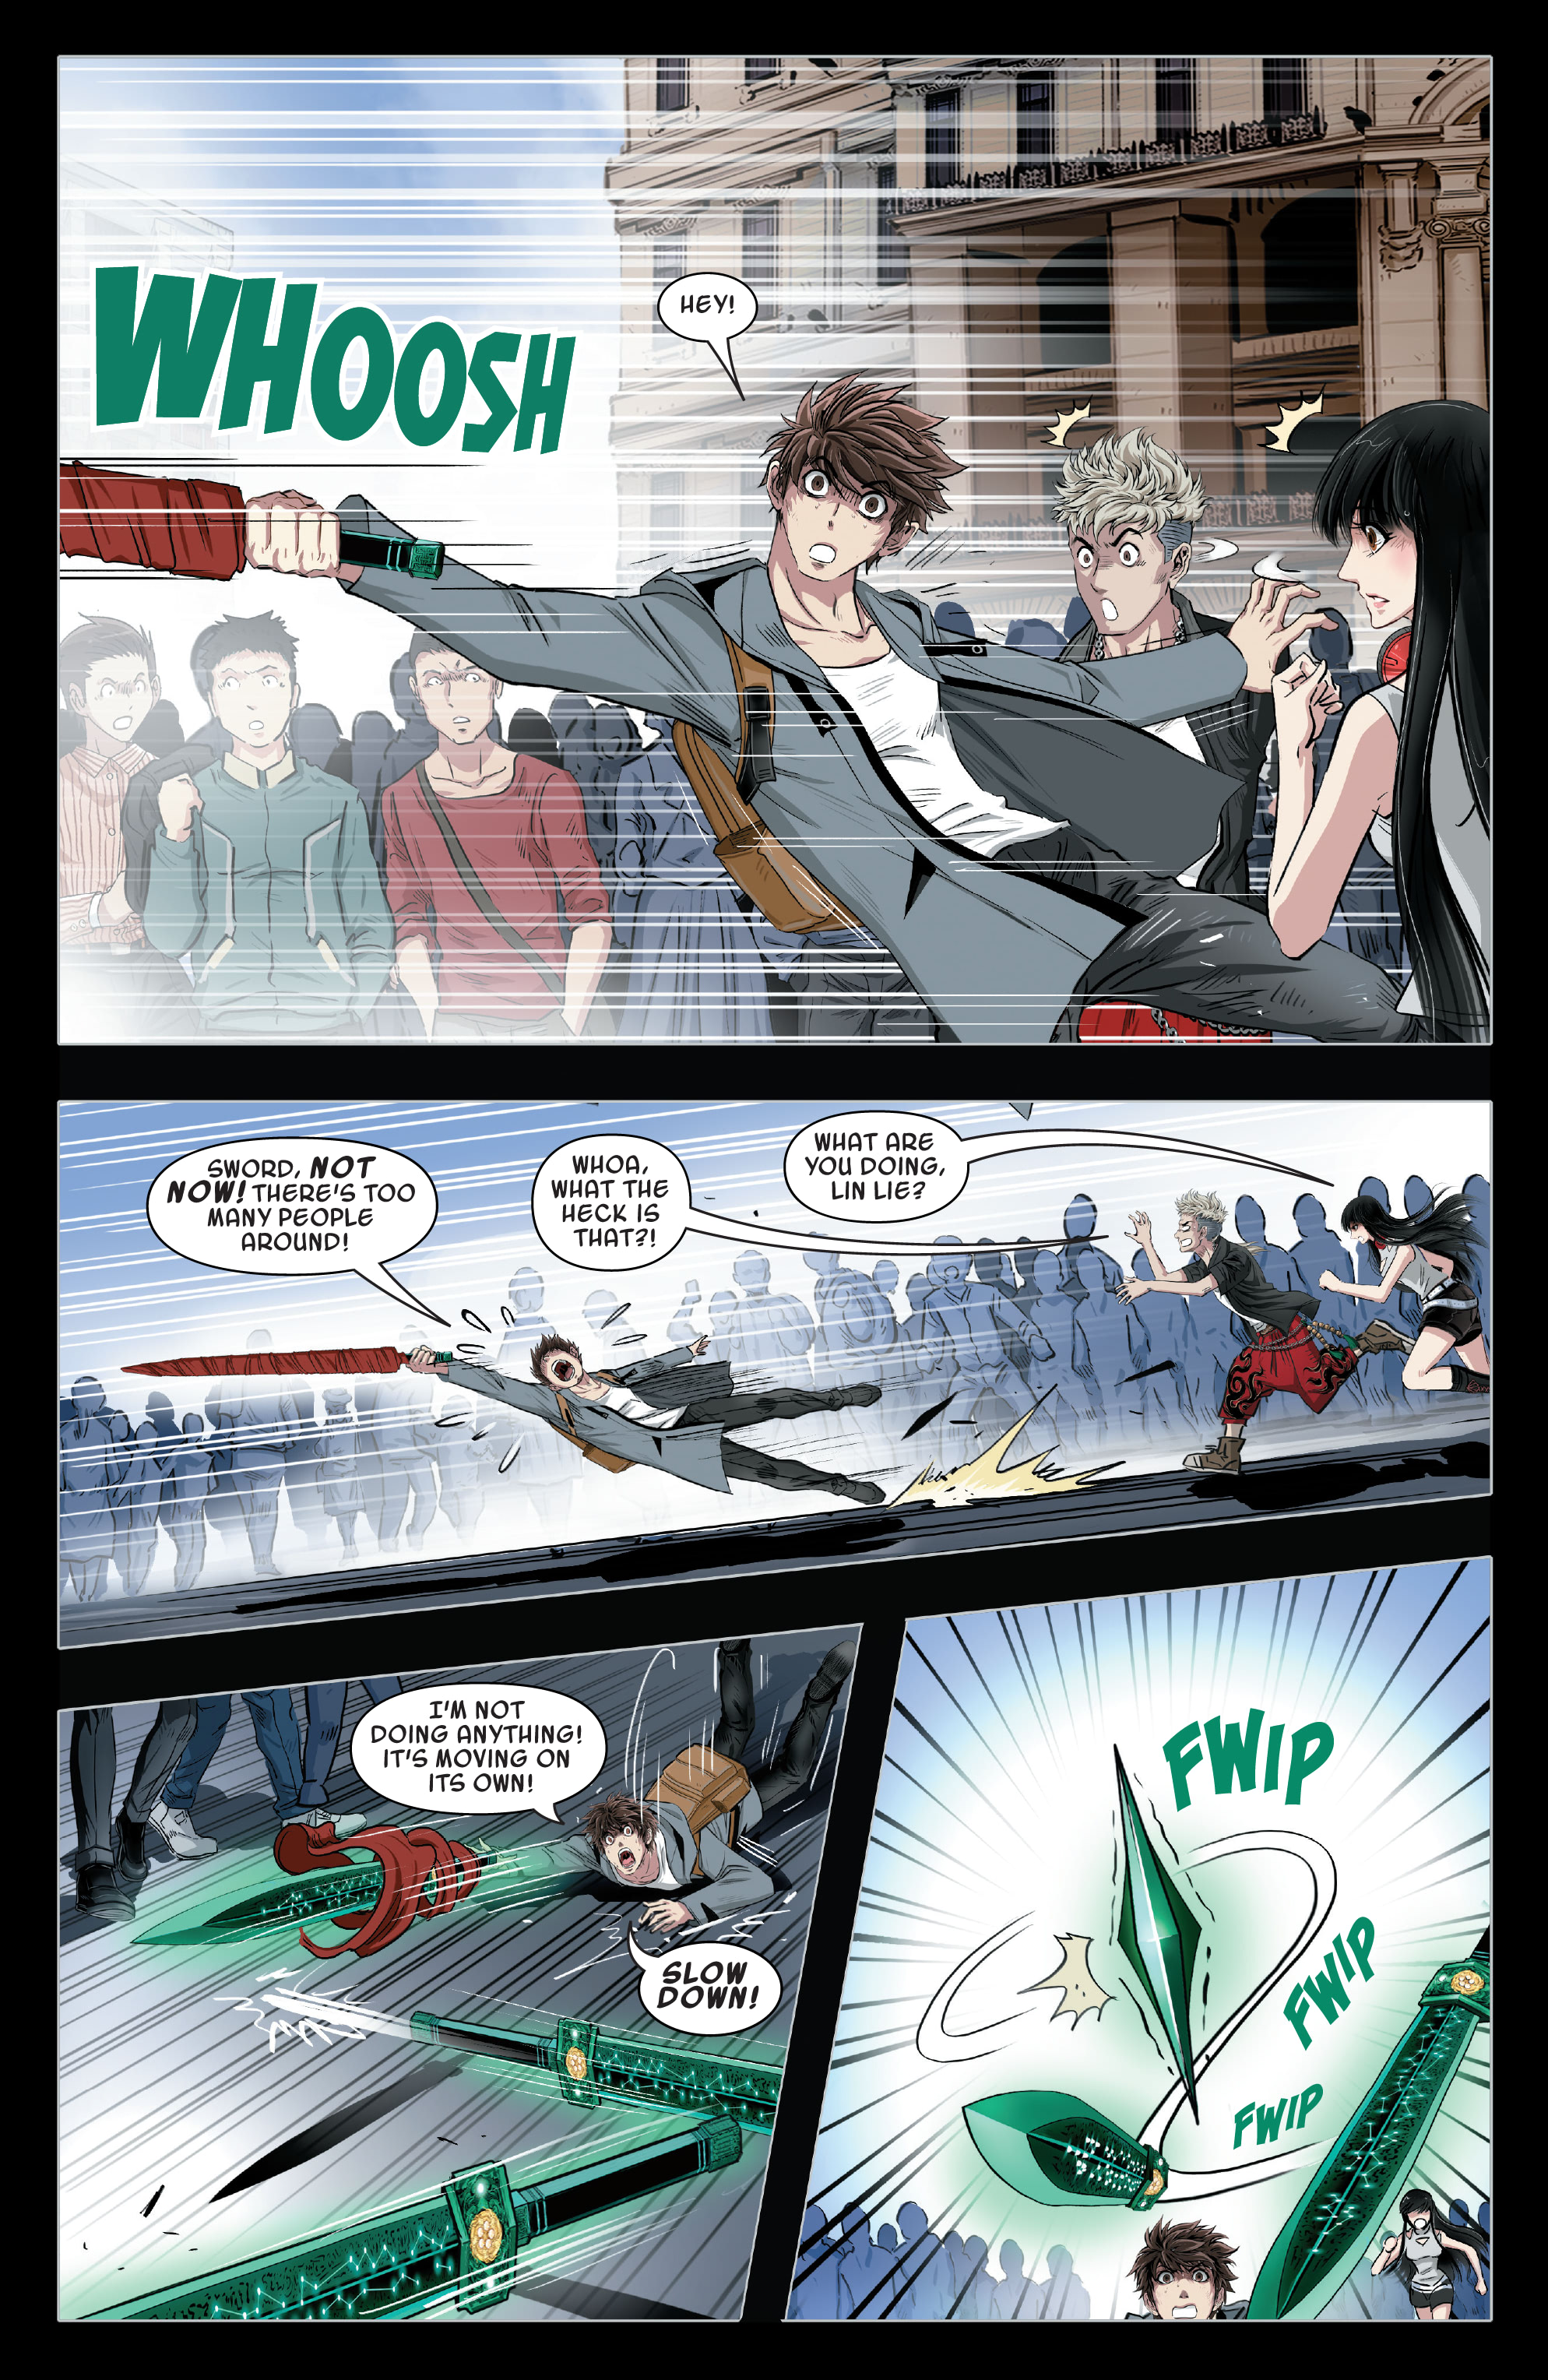 WHOOSH
HEY!
SWORD, NOT
NOW! THERE'S TOO
MANY PEOPLE
AROUND!
WHOA,
WHAT THE
HECK IS
THAT?!
WHAT ARE
YOU DOING,
LIN LIE?
I'M NOT
DOING ANYTHING!
IT'S MOVING ON
ITS OWN!
SLOW
DOWN!
FWIP
FWIP
FWIP